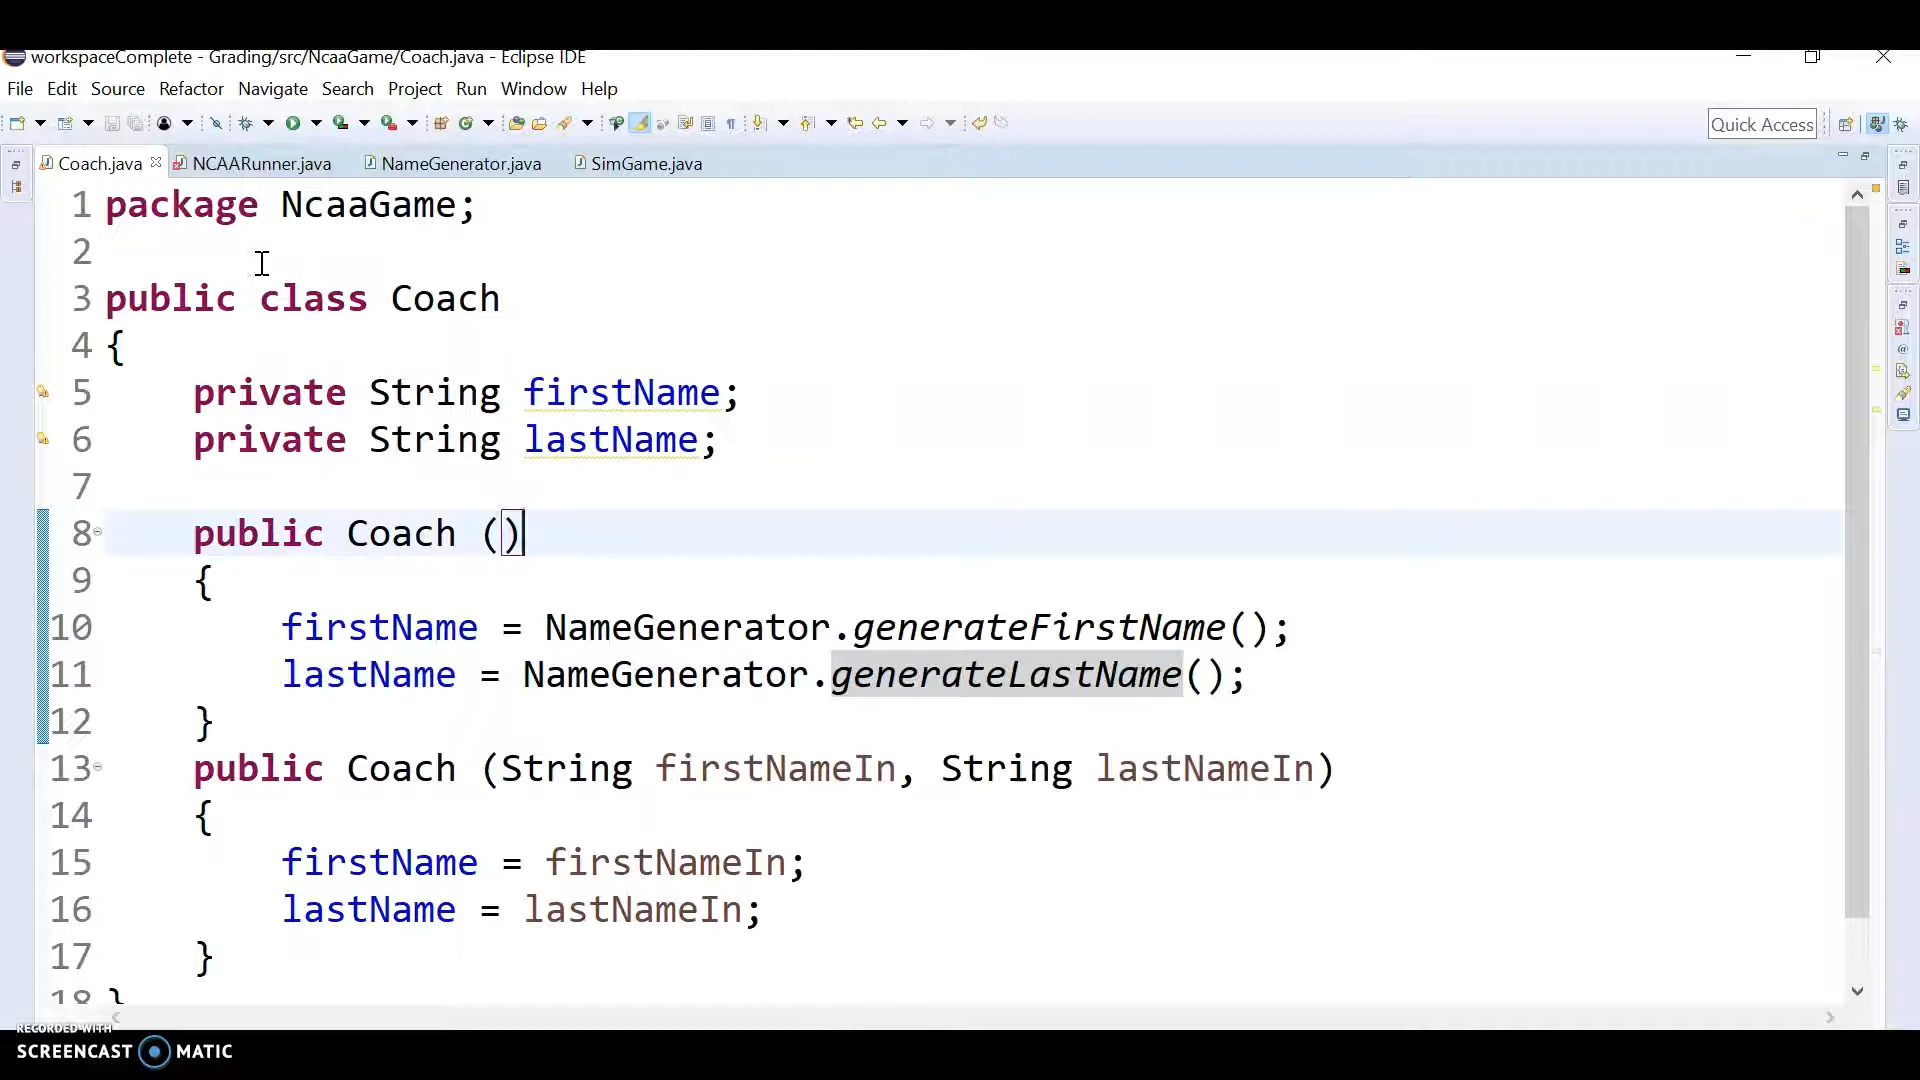 workspaceComplete - Grading/src/NcaaGame/Coach.java - Eclipse IDE
File Edit Source Refactor Navigate Search Project Run Window Help
Quick Access
Coach.java NCAARunner.java NameGenerator.java SimGame.java
1 package NcaaGame;
2
3 public class Coach
4 {
5 private String firstName;
6 private String lastName;
7
8 public Coach ()
9 {
10 firstName = NameGenerator.generateFirstName();
11 lastName = NameGenerator.generateLastName();
12 }
13 public Coach (String firstNameIn, String lastNameIn)
14 {
15 firstName = firstNameIn;
16 lastName = lastNameIn;
17 }
18 }
RECORDED WITH
SCREENCAST MATIC